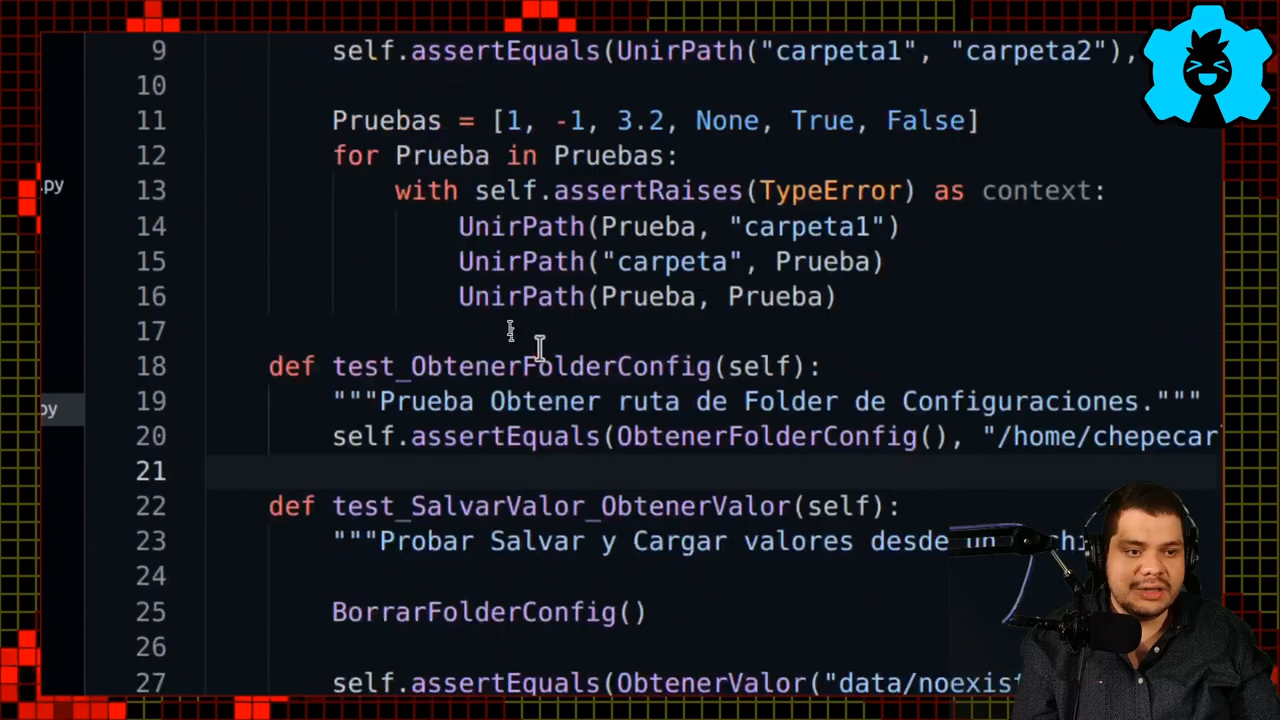 9 self.assertEquals(UnirPath("carpeta1", "carpeta2"),
10
11 Pruebas = [1, -1, 3.2, None, True, False]
.py
12 for Prueba in Pruebas:
13 with self.assertRaises(TypeError) as context:
14 UnirPath(Prueba, "carpeta1")
15 UnirPath("carpeta", Prueba)
16 UnirPath(Prueba, Prueba)
17
18 def test_ObtenerFolderConfig(self):
19 """Prueba Obtener ruta de Folder de Configuraciones."""
py
20 self.assertEquals(ObtenerFolderConfig(), "/home/chepecar
21
22 def test_SalvarValor_ObtenerValor(self):
23 """Probar Salvar y Cargar valores desde un
24
25 BorrarFolderConfig()
26
27 self.assertEquals(ObtenerValor("data/noexist